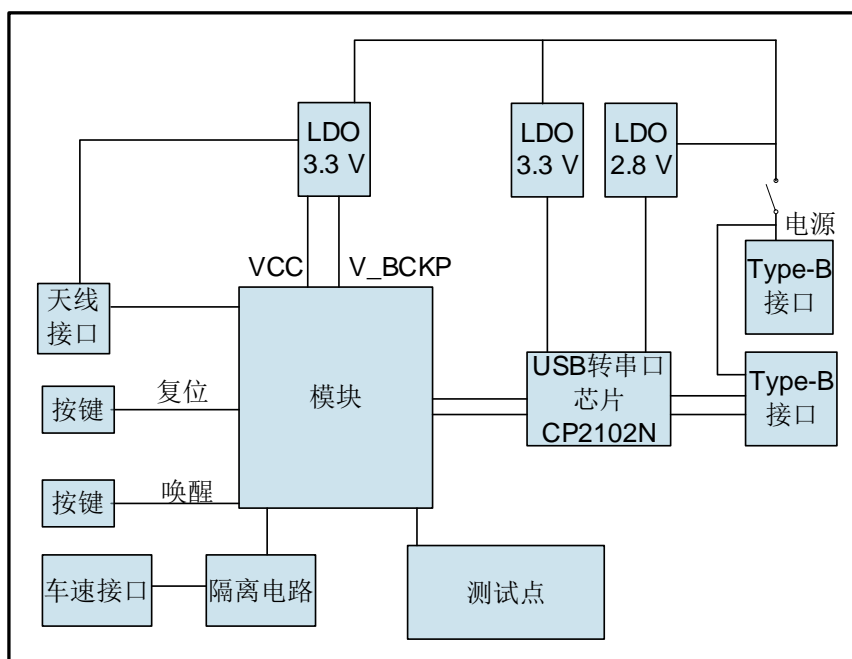 LDO
3.3 V
LDO
3.3 V
LDO
2.8 V
电源
VCC
V_BCKP
Type-B
接口
天线
接口
模块
USB转串口
芯片
CP2102N
Type-B
接口
按键
复位
按键
唤醒
车速接口
隔离电路
测试点